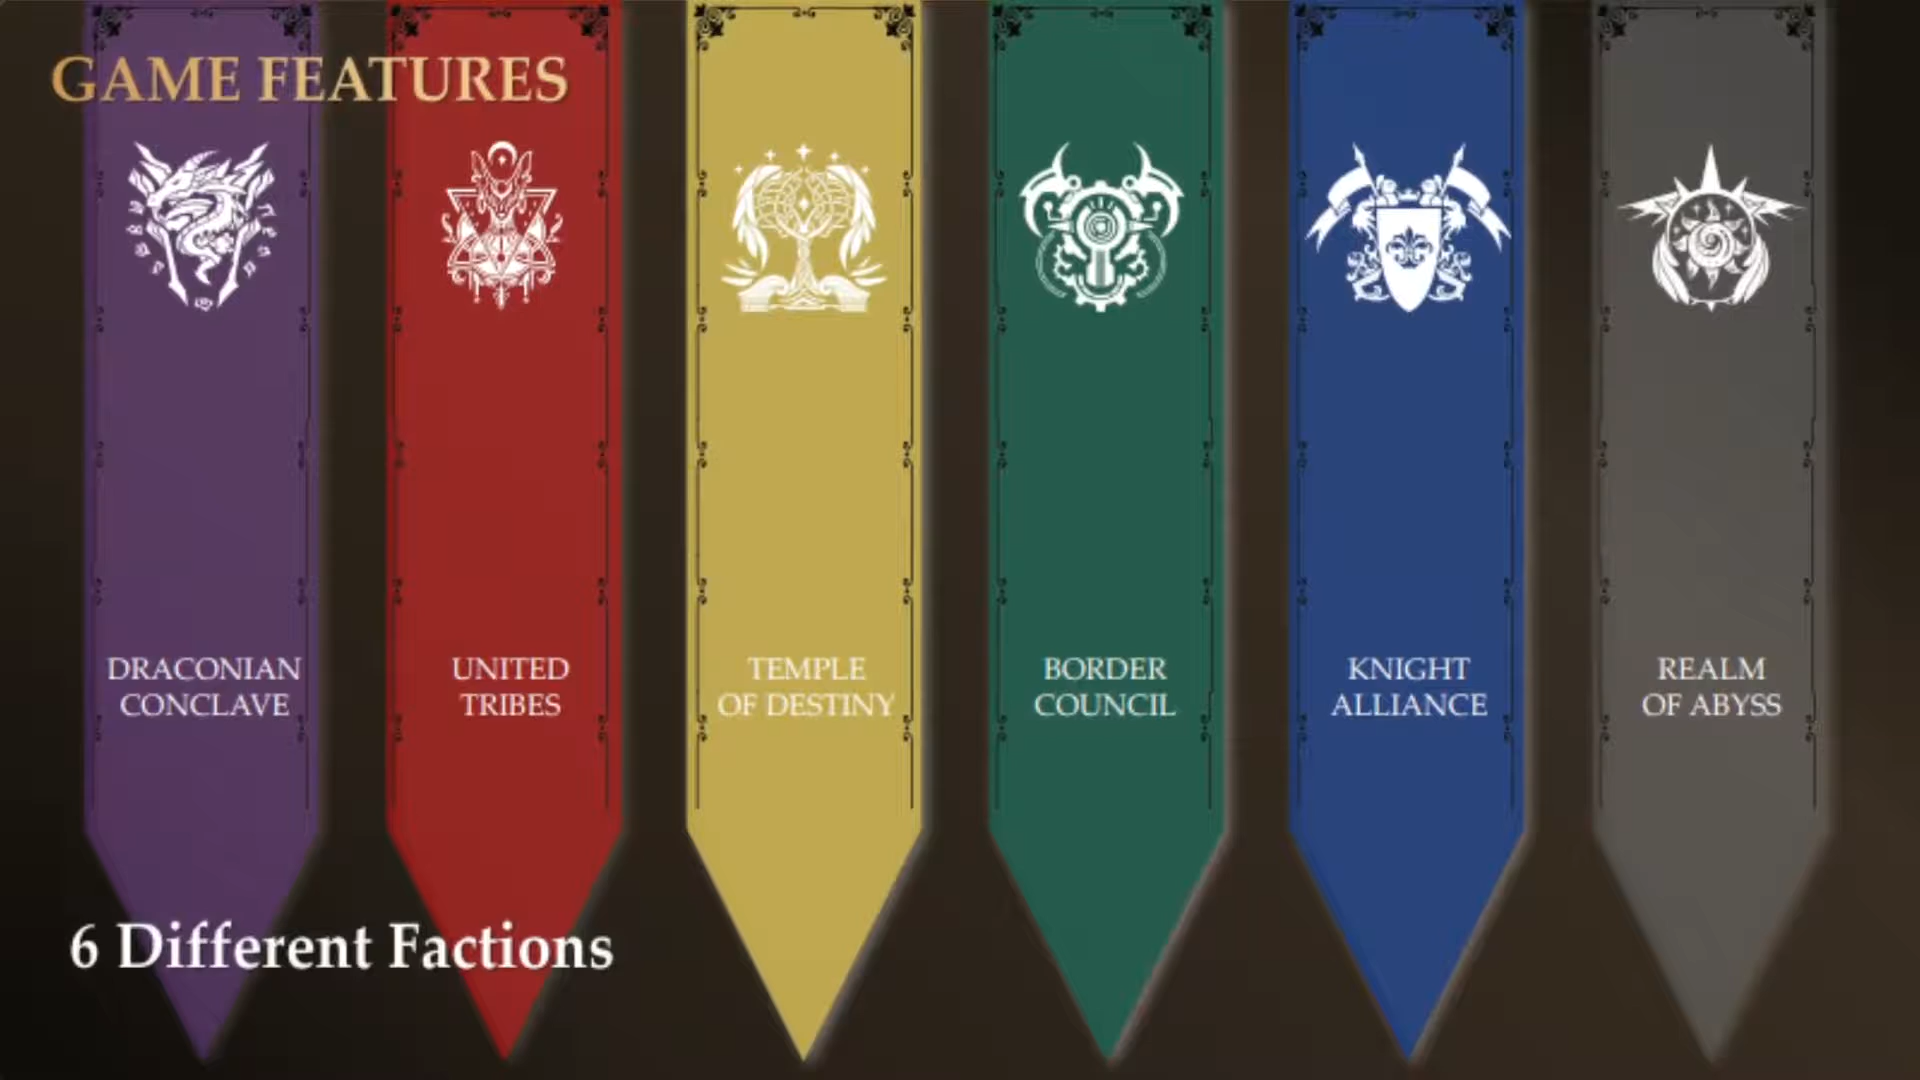 GAME FEATURES
DRACONIAN
CONCLAVE
UNITED
TRIBES
TEMPLE
OF DESTINY
BORDER
COUNCIL
KNIGHT
ALLIANCE
REALM
OF ABYSS
6 Different Factions